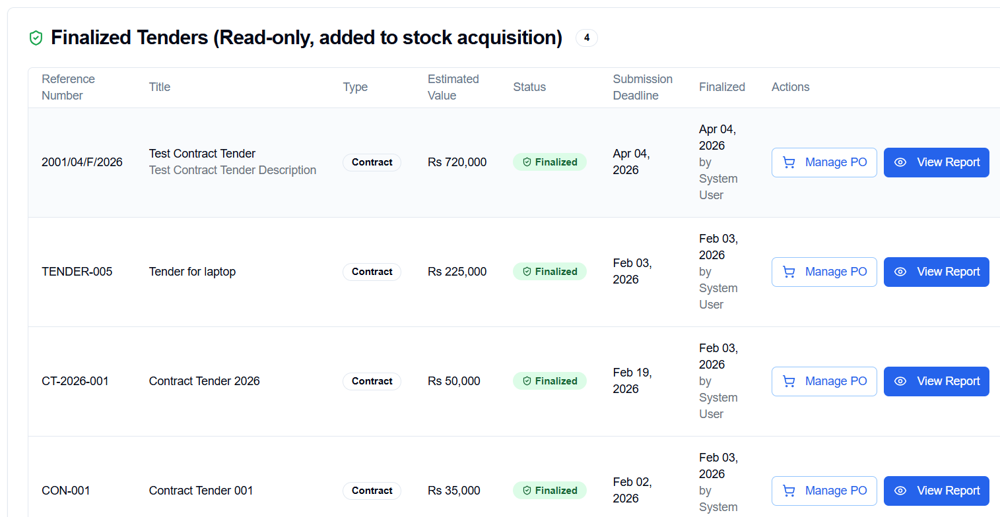 Finalized Tenders (Read-only, added to stock acquisition) 4
Reference Number Title Type Estimated Value Status Submission Deadline Finalized Actions
2001/04/F/2026 Test Contract Tender Test Contract Tender Description Contract Rs 720,000 Finalized Apr 04, 2026 Apr 04, 2026 by System User Manage PO View Report
TENDER-005 Tender for laptop Contract Rs 225,000 Finalized Feb 03, 2026 Feb 03, 2026 by System User Manage PO View Report
CT-2026-001 Contract Tender 2026 Contract Rs 50,000 Finalized Feb 19, 2026 Feb 03, 2026 by System User Manage PO View Report
CON-001 Contract Tender 001 Contract Rs 35,000 Finalized Feb 02, 2026 Feb 03, 2026 by System Manage PO View Report